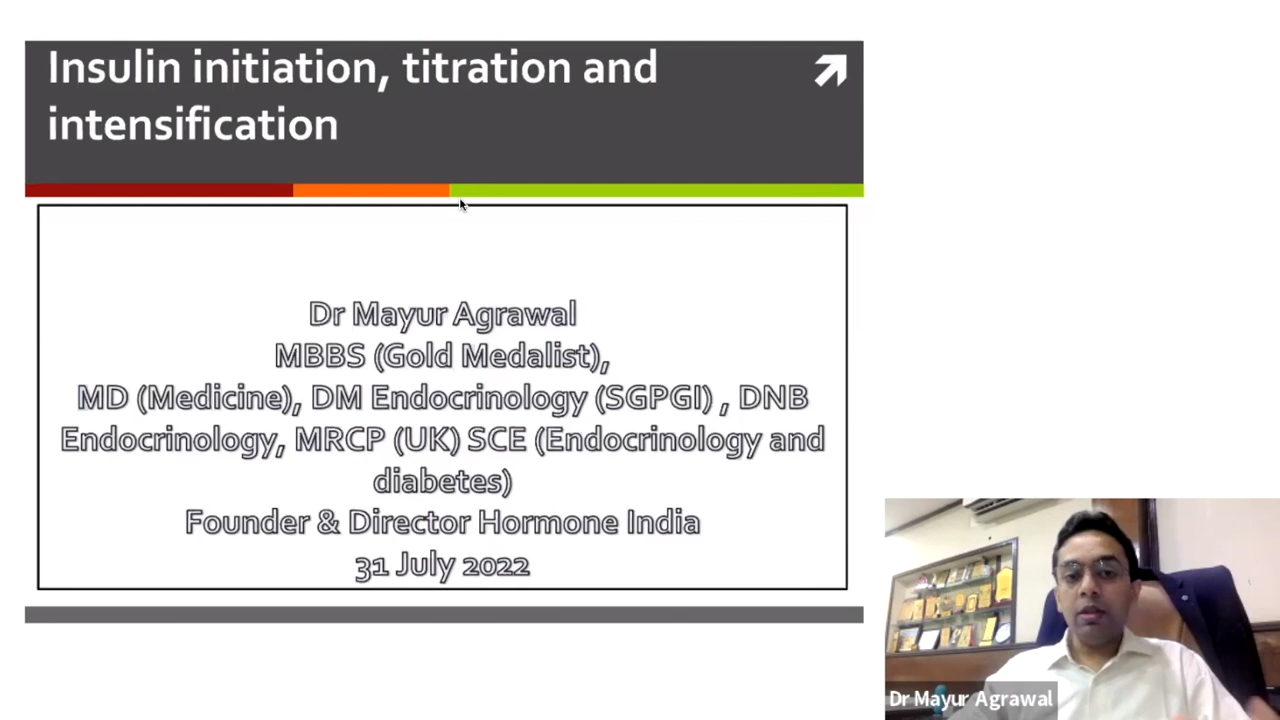 Insulin initiation, titration and
intensification
Dr Mayur Agrawal
MBBS (Gold Medalist),
MD (Medicine), DM Endocrinology (SGPGI) , DNB
Endocrinology, MRCP (UK) SCE (Endocrinology and
diabetes)
Founder & Director Hormone India
31 July 2022
Dr Mayur Agrawal